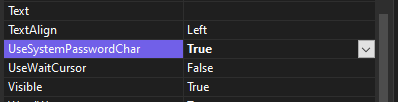 Text
TextAlign Left
UseSystemPasswordChar True
UseWaitCursor False
Visible True